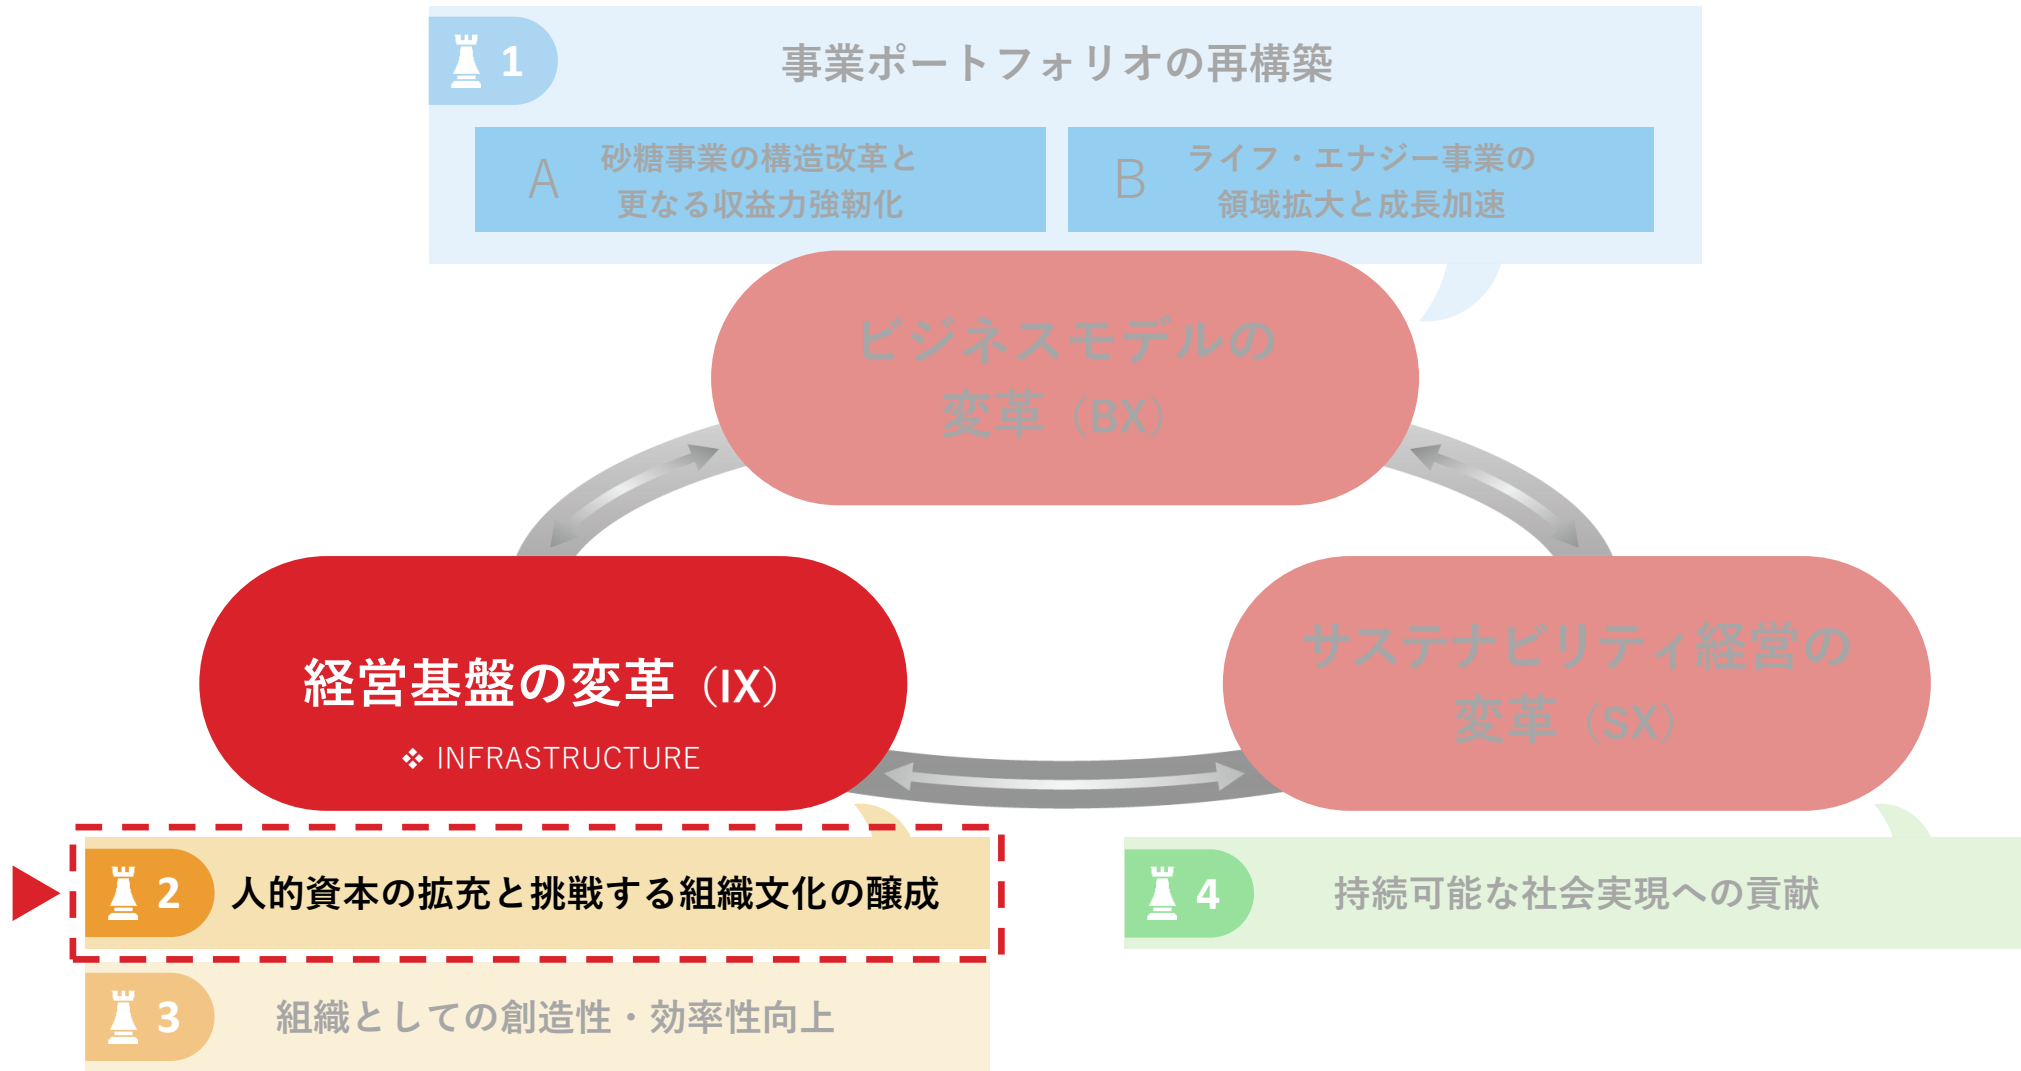 1
事業ポートフォリオの再構築
A
砂糖事業の構造改革と
更なる収益力強靭化
B
ライフ・エナジー事業の
領域拡大と成長加速
ビジネスモデルの
変革（BX）
経営基盤の変革（IX）
❖ INFRASTRUCTURE
サステナビリティ経営の
変革（SX）
2
人的資本の拡充と挑戦する組織文化の醸成
3
組織としての創造性・効率性向上
4
持続可能な社会実現への貢献